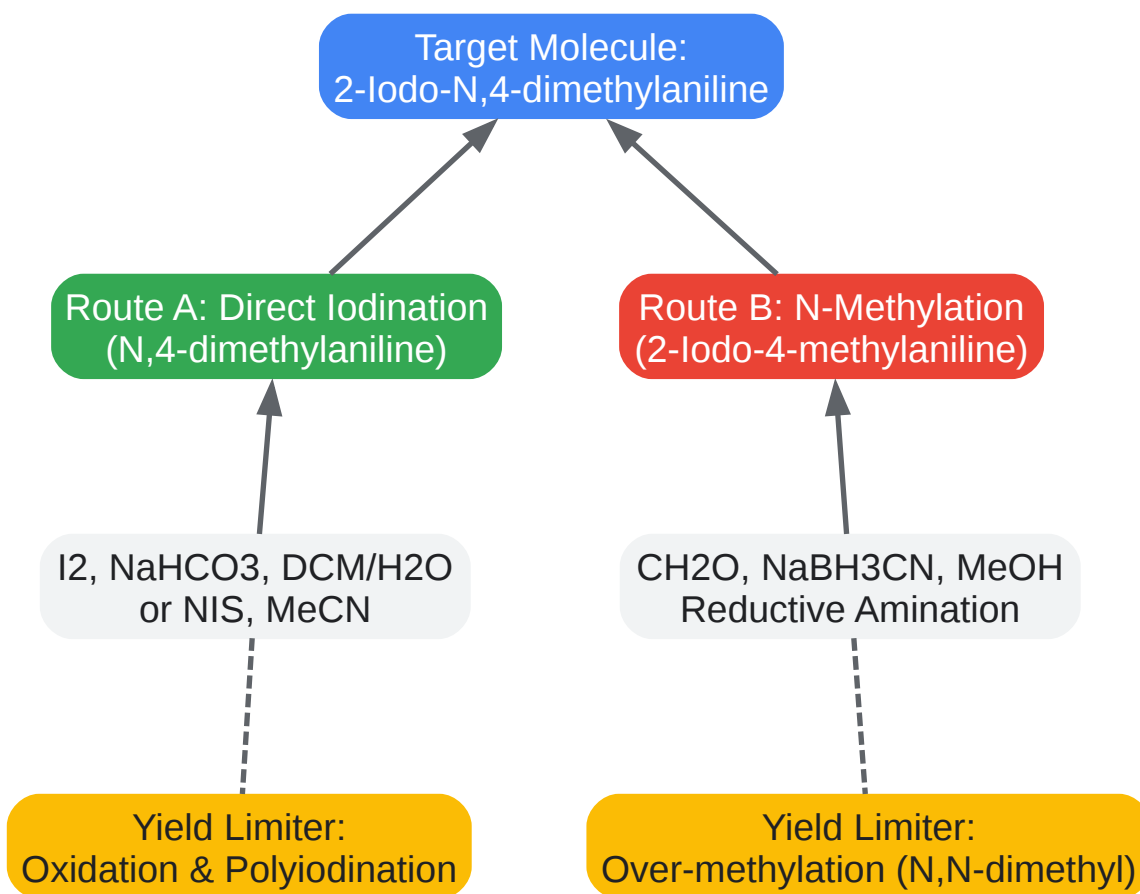 Target Molecule:
2-Iodo-N,4-dimethylaniline
Route A: Direct Iodination
(N,4-dimethylaniline)
Route B: N-Methylation
(2-Iodo-4-methylaniline)
I2, NaHCO3, DCM/H2O
or NIS, MeCN
CH2O, NaBH3CN, MeOH
Reductive Amination
Yield Limiter:
Oxidation & Polyiodination
Yield Limiter:
Over-methylation (N,N-dimethyl)